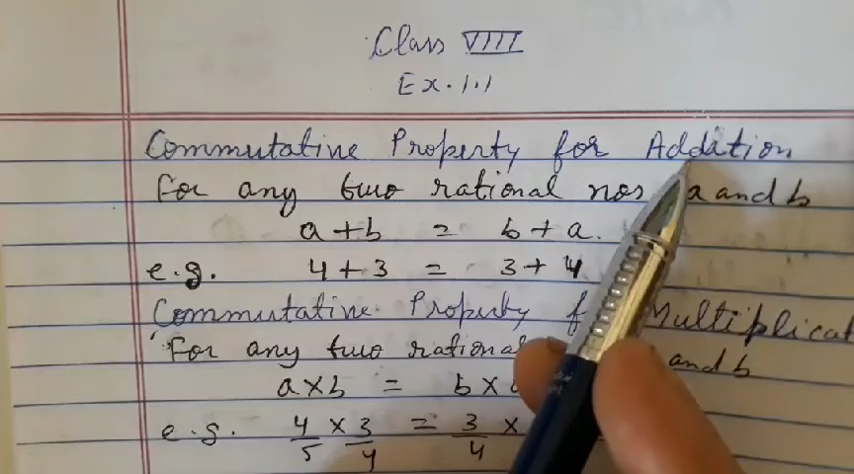 Class VIII
Ex. 1.1
Commutative Property for Addition
For any two rational nos a and b
a + b = b + a.
e.g. 4 + 3 = 3 + 4
Commutative Property f Multiplicat
For any two rational and b
a × b = b ×
e.g. 4/5 × 3/4 = 3/4 ×